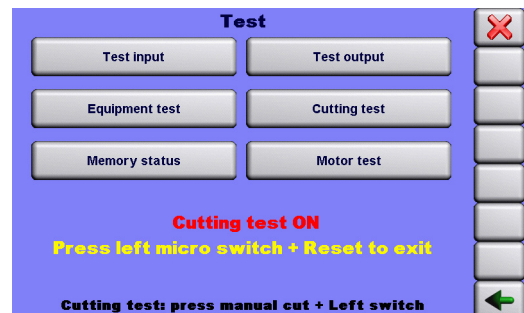 Test
Test input
Test output
Equipment test
Cutting test
Memory status
Motor test
Cutting test ON
Press left micro switch + Reset to exit
Cutting test: press manual cut + Left switch